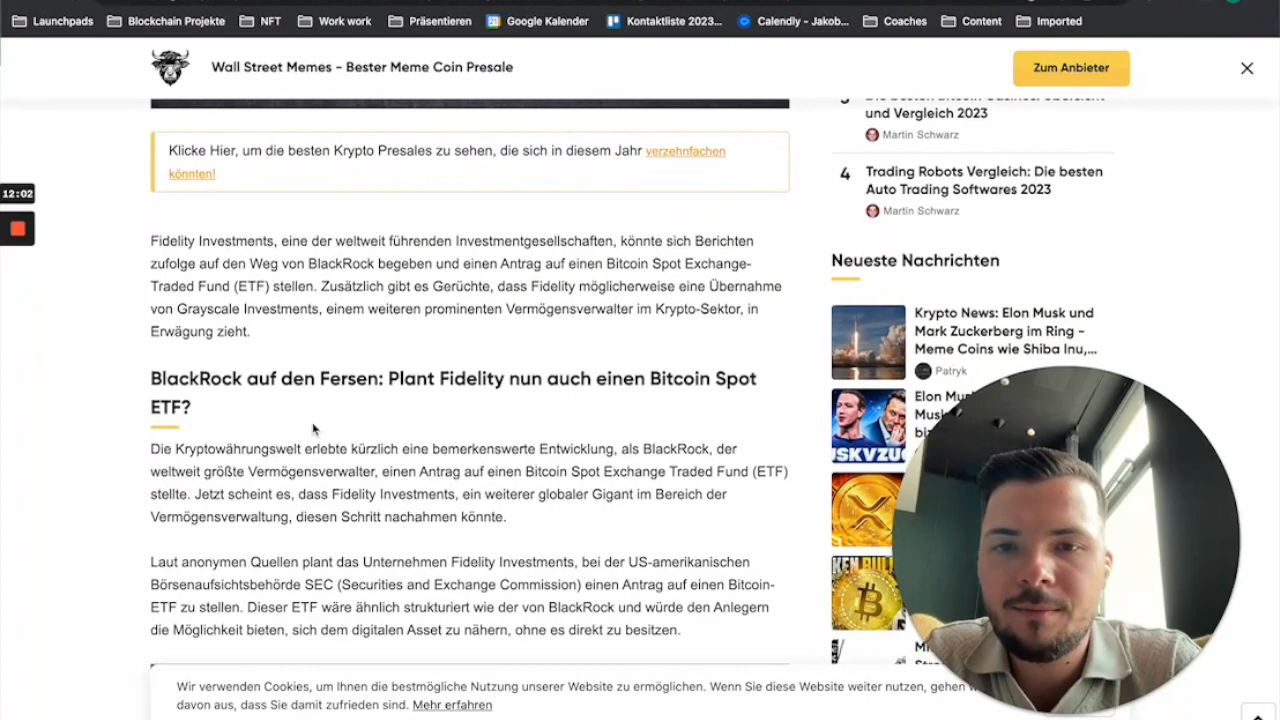 Launchpads Blockchain Projekte NFT Work work Präsentieren Google Kalender Kontaktliste 2023... Calendly - Jakob... Coaches Content Imported
Wall Street Memes - Bester Meme Coin Presale
Zum Anbieter
Klicke Hier, um die besten Krypto Presales zu sehen, die sich in diesem Jahr verzehnfachen
könnten!
12:02
Fidelity Investments, eine der weltweit führenden Investmentgesellschaften, könnte sich Berichten
zufolge auf den Weg von BlackRock begeben und einen Antrag auf einen Bitcoin Spot Exchange-
Traded Fund (ETF) stellen. Zusätzlich gibt es Gerüchte, dass Fidelity möglicherweise eine Übernahme
von Grayscale Investments, einem weiteren prominenten Vermögensverwalter im Krypto-Sektor, in
Erwägung zieht.
BlackRock auf den Fersen: Plant Fidelity nun auch einen Bitcoin Spot
ETF?
Die Kryptowährungswelt erlebte kürzlich eine bemerkenswerte Entwicklung, als BlackRock, der
weltweit größte Vermögensverwalter, einen Antrag auf einen Bitcoin Spot Exchange Traded Fund (ETF)
stellte. Jetzt scheint es, dass Fidelity Investments, ein weiterer globaler Gigant im Bereich der
Vermögensverwaltung, diesen Schritt nachahmen könnte.
Laut anonymen Quellen plant das Unternehmen Fidelity Investments, bei der US-amerikanischen
Börsenaufsichtsbehörde SEC (Securities and Exchange Commission) einen Antrag auf einen Bitcoin-
ETF zu stellen. Dieser ETF wäre ähnlich strukturiert wie der von BlackRock und würde den Anlegern
die Möglichkeit bieten, sich dem digitalen Asset zu nähern, ohne es direkt zu besitzen.
und Vergleich 2023
Martin Schwarz
4
Trading Robots Vergleich: Die besten
Auto Trading Softwares 2023
Martin Schwarz
Neueste Nachrichten
Krypto News: Elon Musk und
Mark Zuckerberg im Ring -
Meme Coins wie Shiba Inu,...
Patryk
Elon Mu
Musk
bi
SKVZU
KEN BULL
Wir verwenden Cookies, um Ihnen die bestmögliche Nutzung unserer Website zu ermöglichen. Wenn Sie diese Website weiter nutzen, gehen w
davon aus, dass Sie damit zufrieden sind. Mehr erfahren